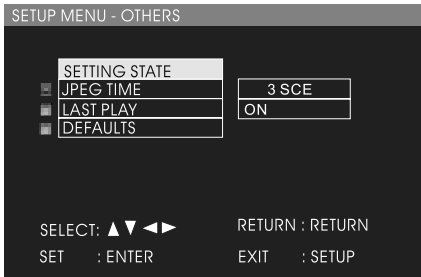 SETUP MENU - OTHERS
SETTING STATE
JPEG TIME 3 SCE
LAST PLAY ON
DEFAULTS
SELECT: ▲▼◀▶ RETURN : RETURN
SET : ENTER EXIT : SETUP